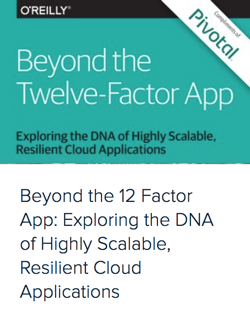 O'REILLY®
Compliments of
Pivotal
Beyond the
Twelve-Factor App
Exploring the DNA of Highly Scalable,
Resilient Cloud Applications
Beyond the 12 Factor
App: Exploring the DNA
of Highly Scalable,
Resilient Cloud
Applications